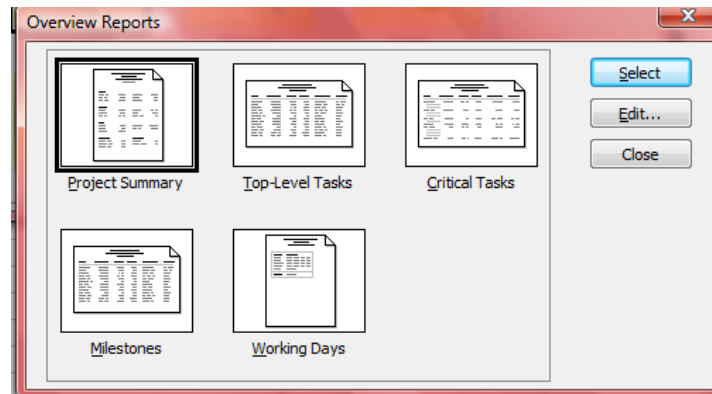 Overview Reports
Select
Project Summary
Top-Level Tasks
Critical Tasks
Edit...
Close
Milestones
Working Days